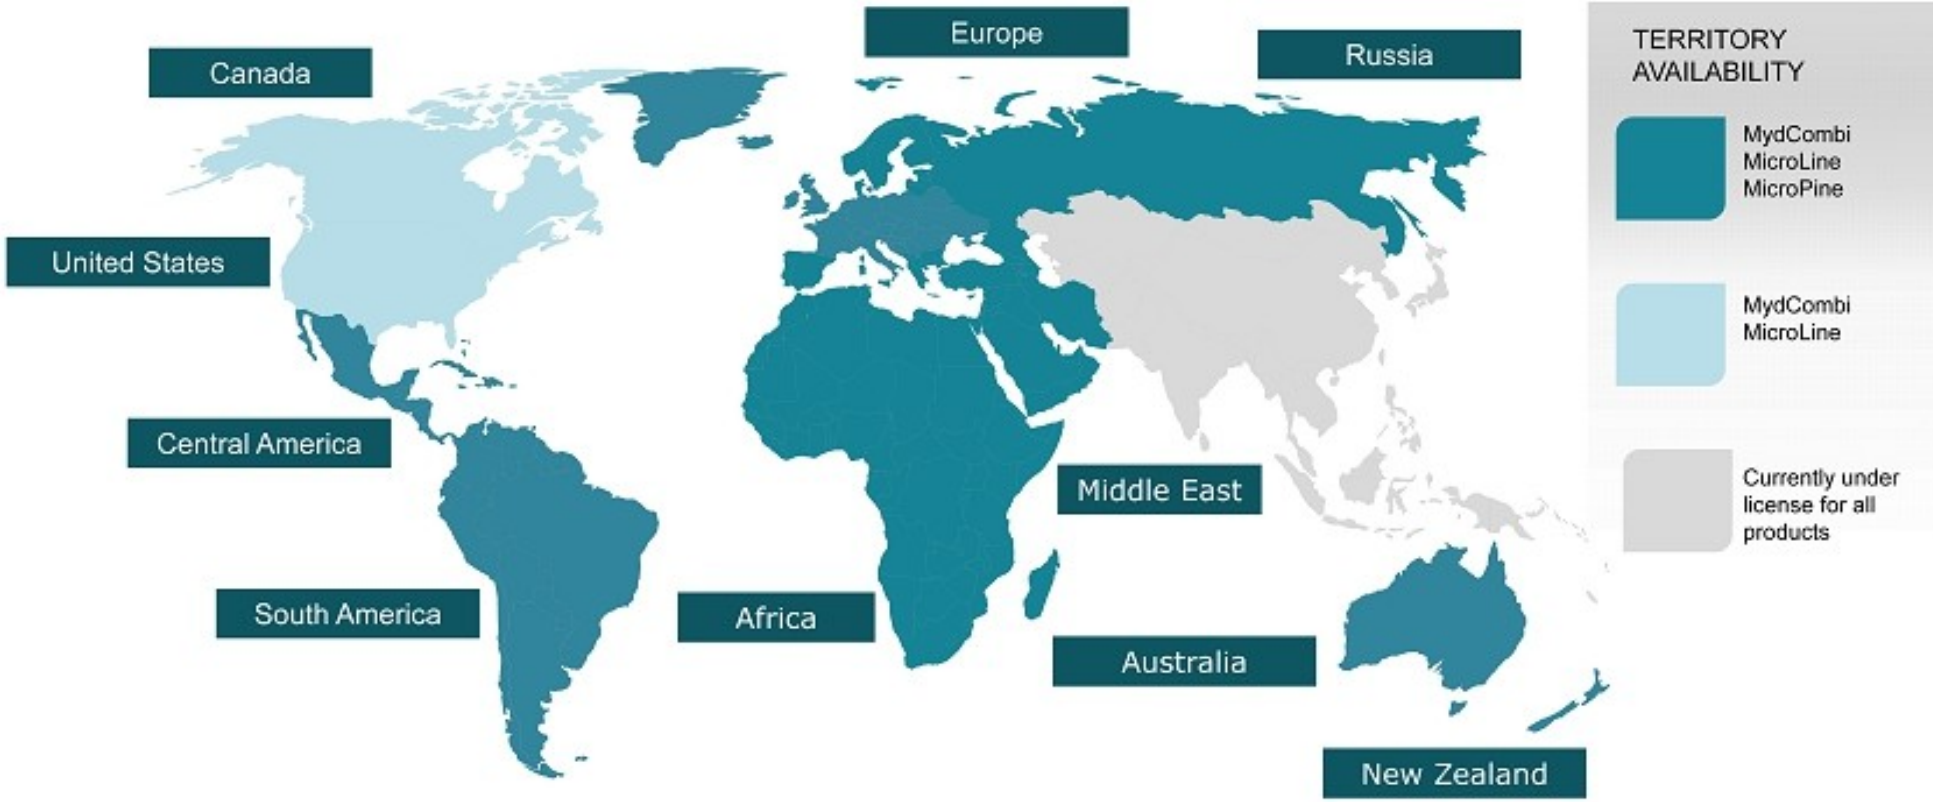 Europe
Russia
Canada
United States
Central America
South America
Africa
Middle East
Australia
New Zealand
TERRITORY
AVAILABILITY
MydCombi
MicroLine
MicroPine
MydCombi
MicroLine
Currently under
license for all
products